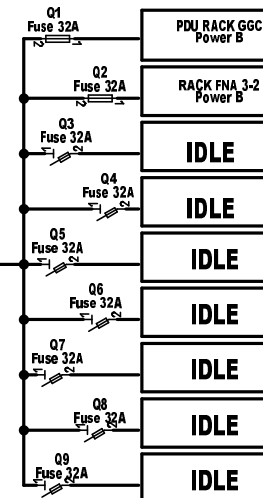 Q1
Fuse 32A
2
1
PDU RACK GGC
Power B
Q2
Fuse 32A
2
1
RACK FNA 3-2
Power B
Q3
Fuse 32A
1
2
IDLE
Q4
Fuse 32A
1
2
IDLE
Q5
Fuse 32A
1
2
IDLE
Q6
Fuse 32A
1
2
IDLE
Q7
Fuse 32A
1
2
IDLE
Q8
Fuse 32A
1
2
IDLE
Q9
Fuse 32A
1
2
IDLE